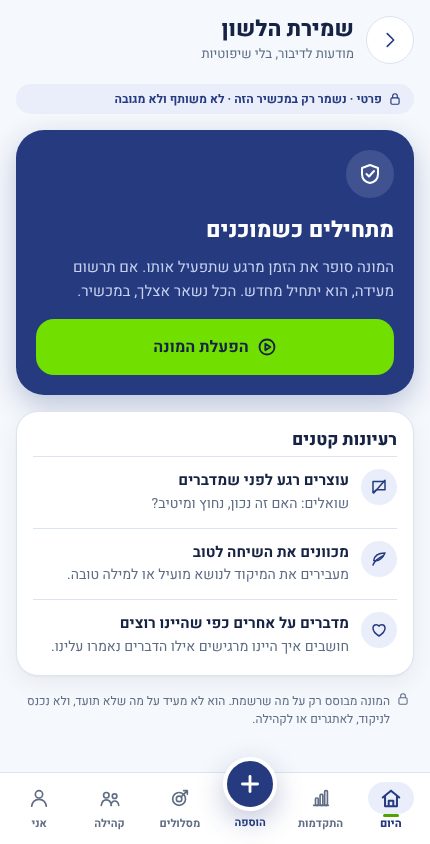 שמירת הלשון
מודעות לדיבור, בלי שיפוטיות
פרטי · נשמר רק במכשיר הזה · לא משותף ולא מגובה
מתחילים כשמוכנים
המונה סופר את הזמן מרגע שתפעיל אותו. אם תרשום
מעידה, הוא יתחיל מחדש. הכל נשאר אצלך, במכשיר.
הפעלת המונה
רעיונות קטנים
עוצרים רגע לפני שמדברים
שואלים: האם זה נכון, נחוץ ומיטיב?
מכוונים את השיחה לטוב
מעבירים את המיקוד לנושא מועיל או למילה טובה.
מדברים על אחרים כפי שהיינו רוצים
חושבים איך היינו מרגישים אילו הדברים נאמרו עלינו.
המונה מבוסס רק על מה שרשמת. הוא לא מעיד על מה שלא תועד, ולא נכנס
לניקוד, לאתגרים או לקהילה.
היום
התקדמות
הוספה
מסלולים
קהילה
אני